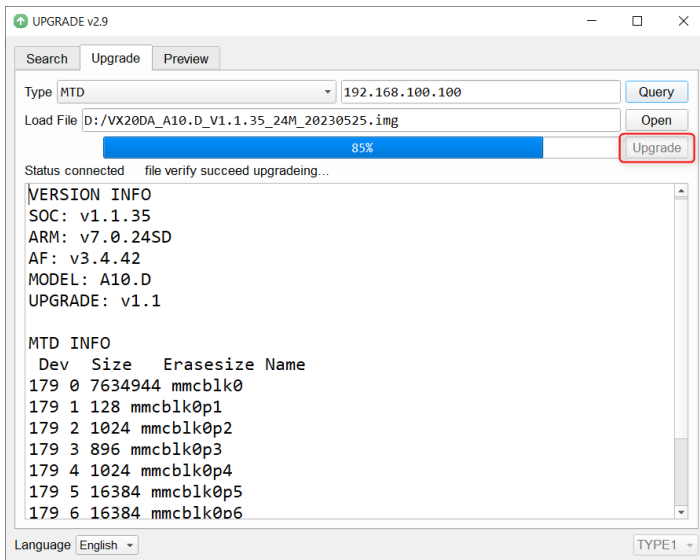 UPGRADE v2.9
Search Upgrade Preview
Type MTD 192.168.100.100 Query
Load File D:/VX20DA_A10.D_V1.1.35_24M_20230525.img Open
85% Upgrade
Status connected file verify succeed upgradeing...
VERSION INFO
SOC: v1.1.35
ARM: v7.0.24SD
AF: v3.4.42
MODEL: A10.D
UPGRADE: v1.1
MTD INFO
Dev Size Erasesize Name
179 0 7634944 mmcblk0
179 1 128 mmcblk0p1
179 2 1024 mmcblk0p2
179 3 896 mmcblk0p3
179 4 1024 mmcblk0p4
179 5 16384 mmcblk0p5
179 6 16384 mmcblk0p6
Language English TYPE1